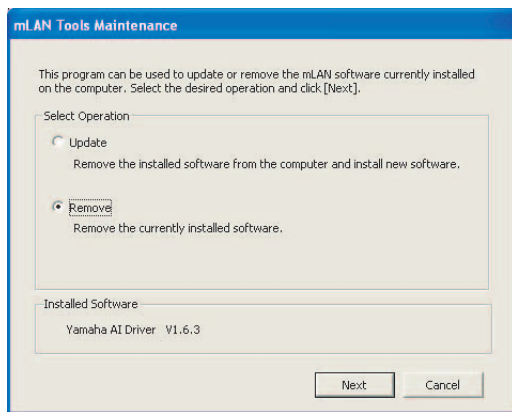 mLAN Tools Maintenance
This program can be used to update or remove the mLAN software currently installed
on the computer. Select the desired operation and click [Next].
Select Operation
Update
Remove the installed software from the computer and install new software.
Remove
Remove the currently installed software.
Installed Software
Yamaha AI Driver V1.6.3
Next Cancel